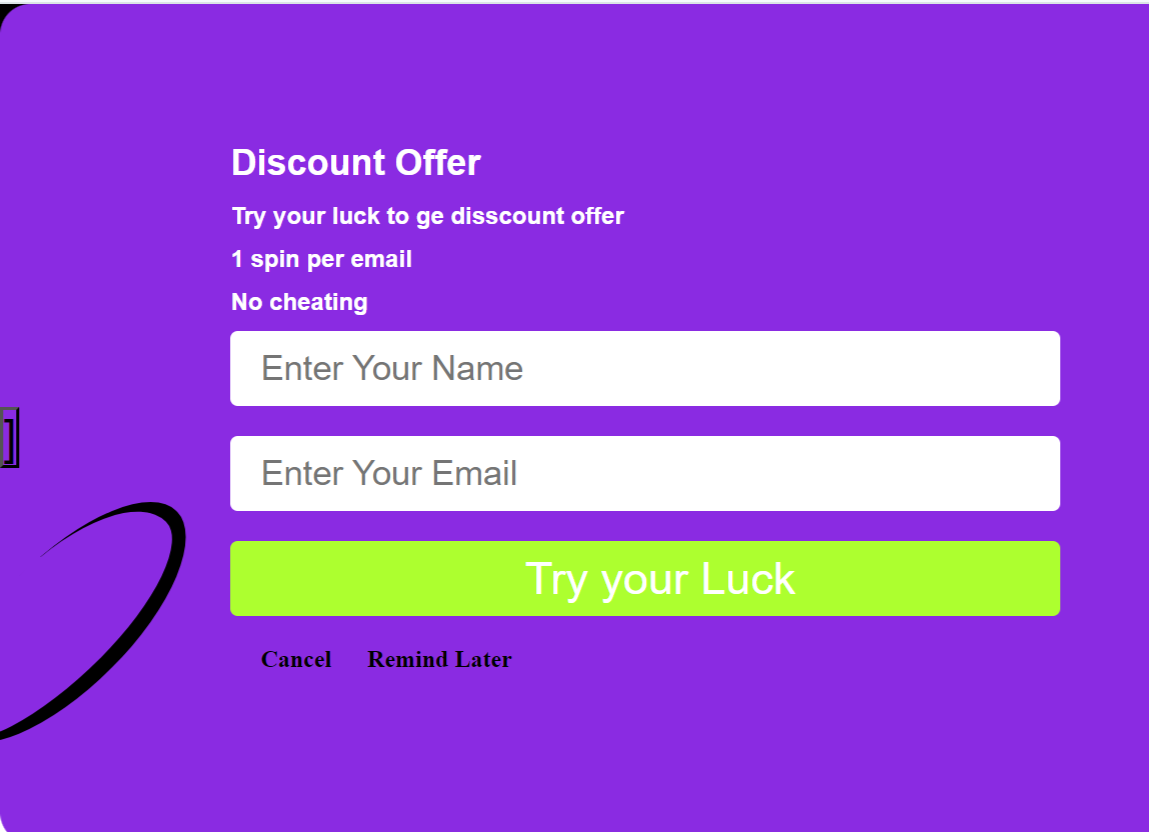 Discount Offer
Try your luck to ge disscount offer
1 spin per email
No cheating
Enter Your Name
Enter Your Email
Try your Luck
Cancel Remind Later